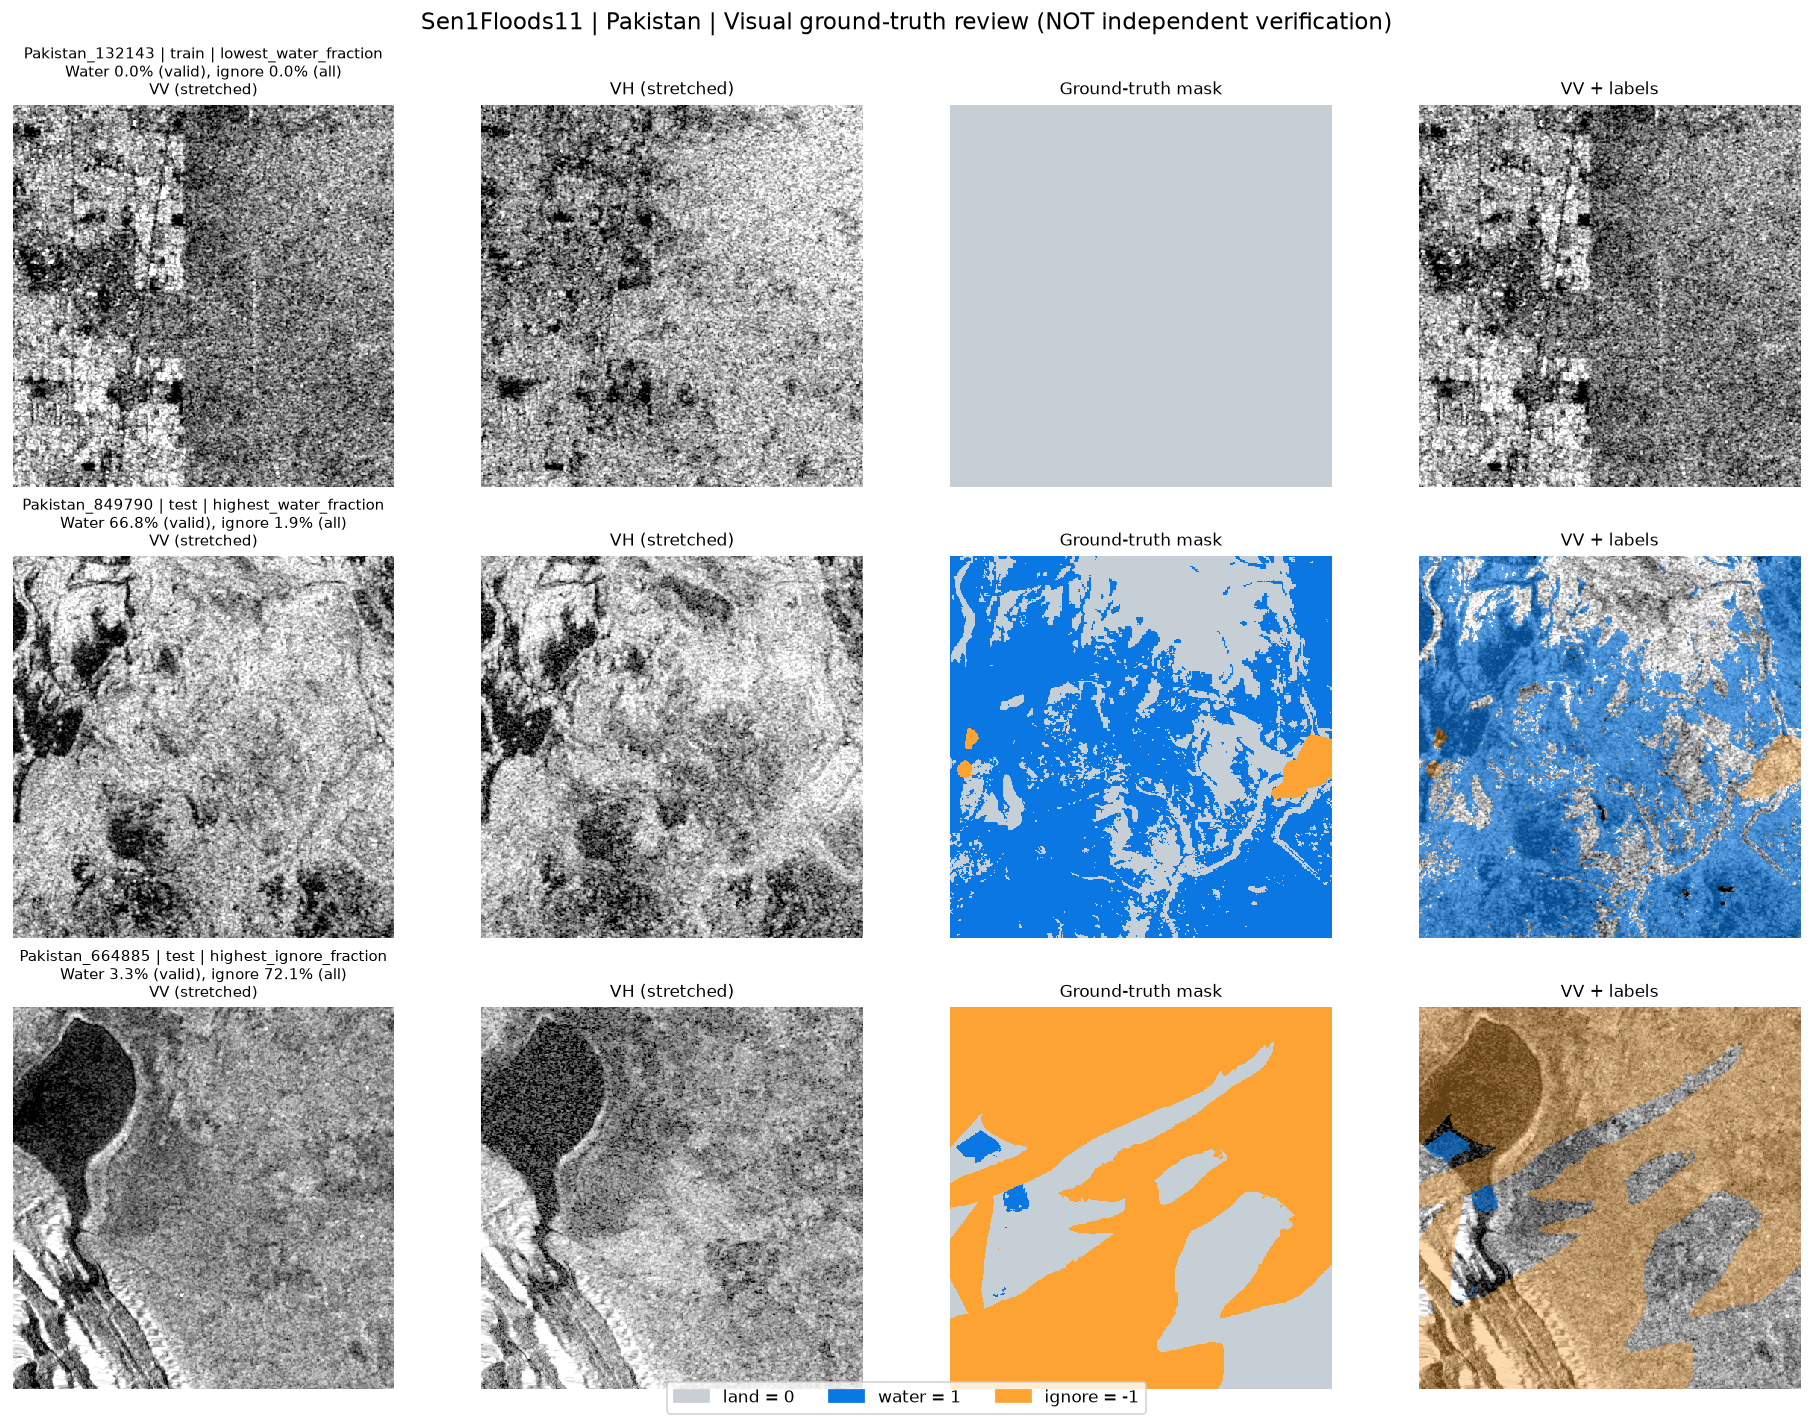 Sen1Floods11 | Pakistan | Visual ground-truth review (NOT independent verification)
Pakistan_132143 | train | lowest_water_fraction
Water 0.0% (valid), ignore 0.0% (all)
VV (stretched)
VH (stretched)
Ground-truth mask
VV + labels
Pakistan_849790 | test | highest_water_fraction
Water 66.8% (valid), ignore 1.9% (all)
VV (stretched)
VH (stretched)
Ground-truth mask
VV + labels
Pakistan_664885 | test | highest_ignore_fraction
Water 3.3% (valid), ignore 72.1% (all)
VV (stretched)
VH (stretched)
Ground-truth mask
VV + labels
land = 0
water = 1
ignore = -1